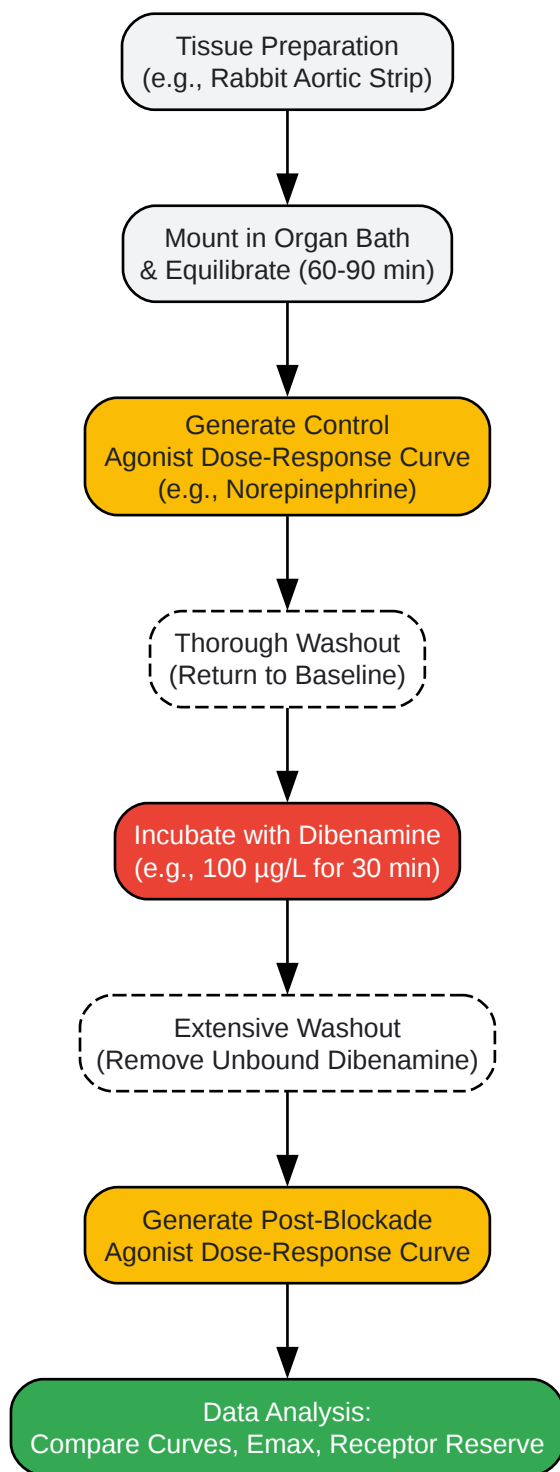 Tissue Preparation
(e.g., Rabbit Aortic Strip)
Mount in Organ Bath
& Equilibrate (60-90 min)
Generate Control
Agonist Dose-Response Curve
(e.g., Norepinephrine)
Thorough Washout
(Return to Baseline)
Incubate with Dibenamine
(e.g., 100 µg/L for 30 min)
Extensive Washout
(Remove Unbound Dibenamine)
Generate Post-Blockade
Agonist Dose-Response Curve
Data Analysis:
Compare Curves, Emax, Receptor Reserve